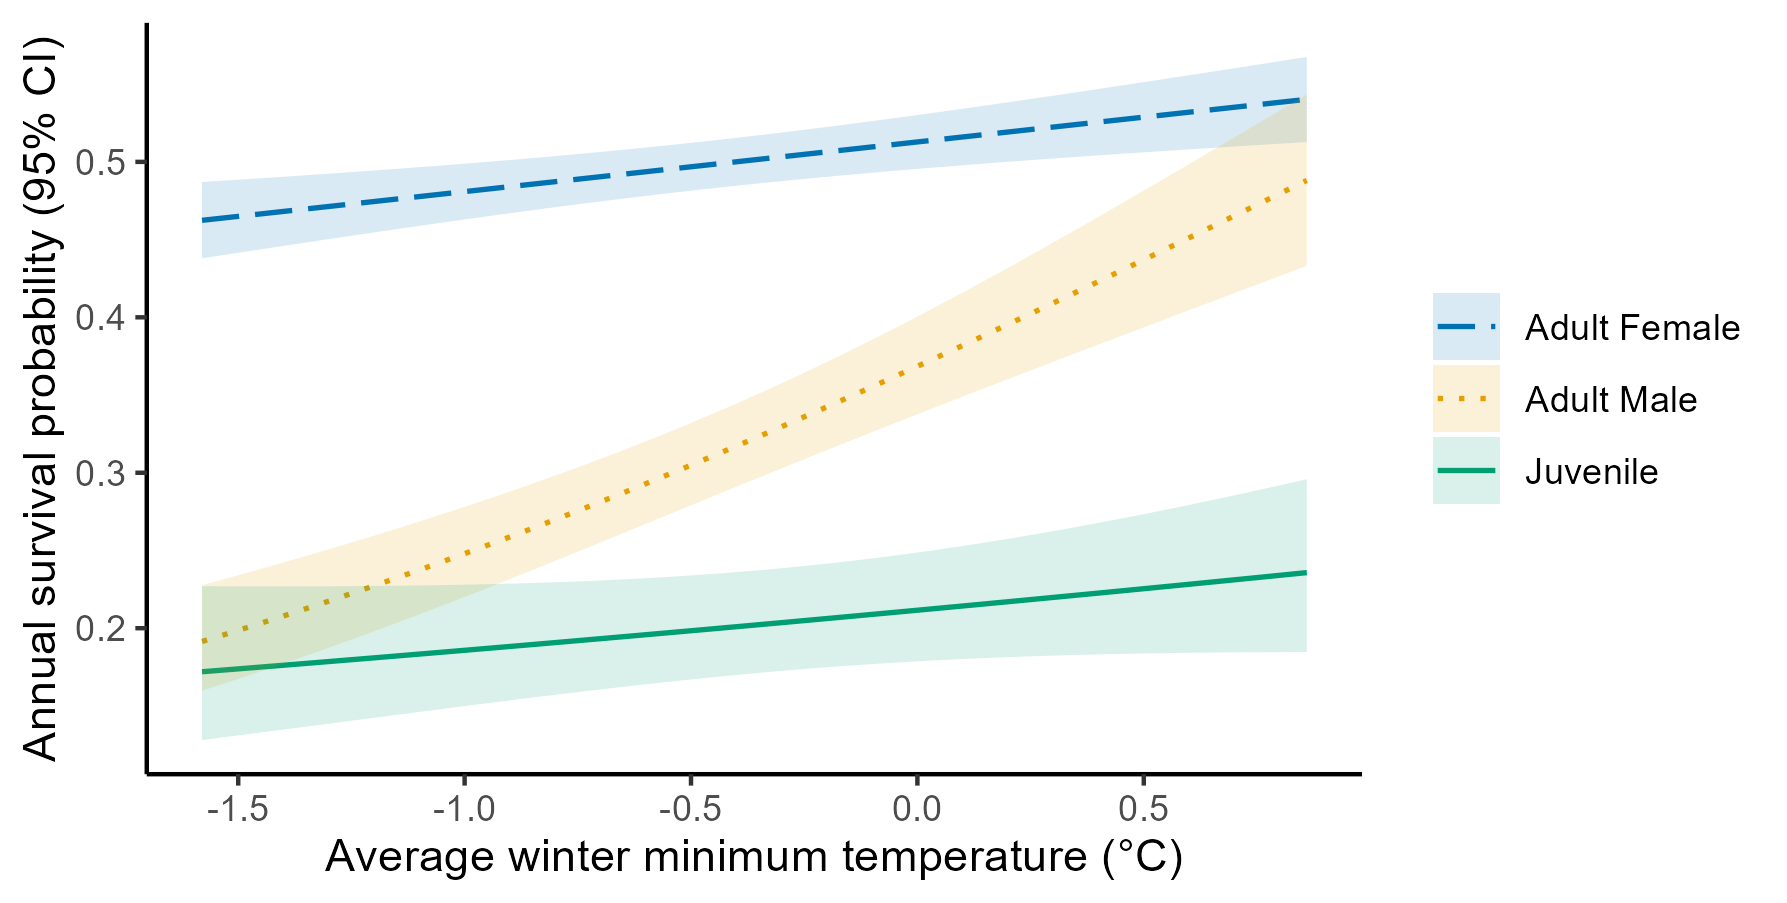 Annual survival probability (95% CI)
0.5
0.4
0.3
0.2
-1.5 -1.0 -0.5 0.0 0.5
Average winter minimum temperature (°C)
Adult Female
Adult Male
Juvenile